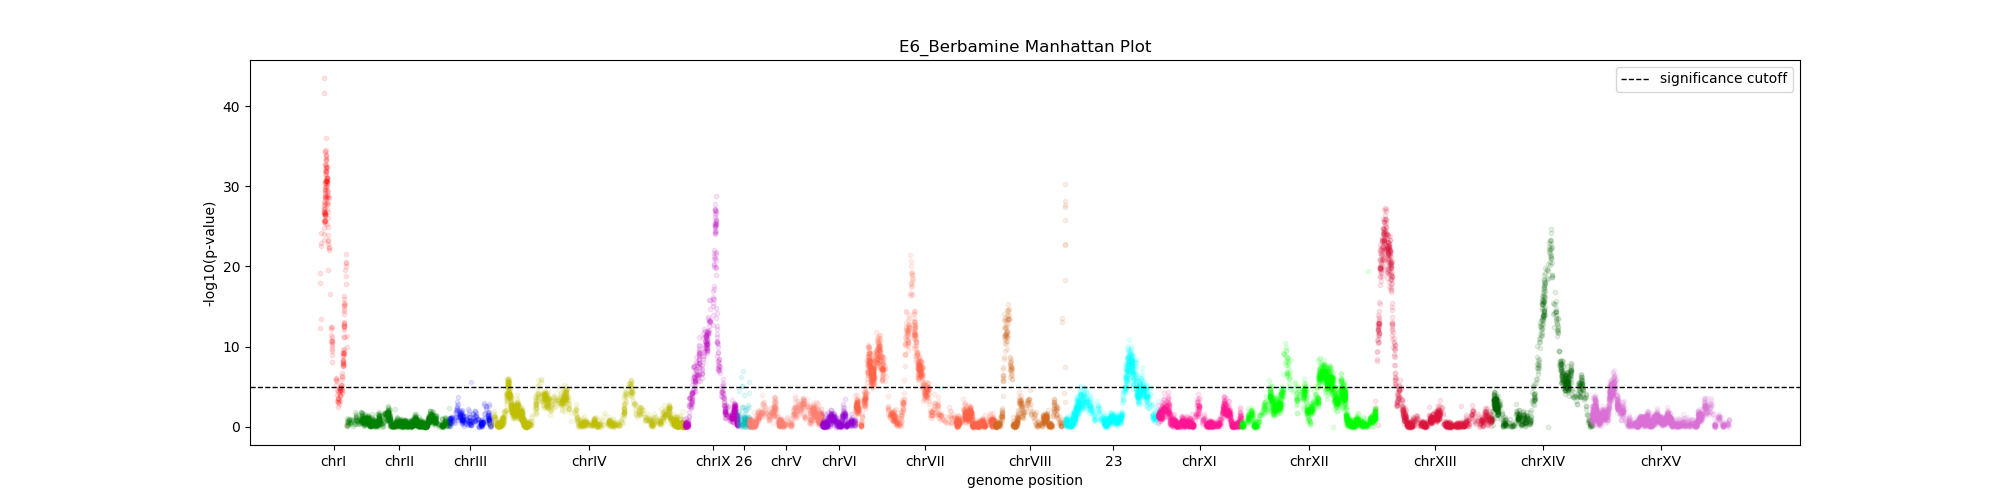 E6_Berbamine Manhattan Plot
significance cutoff
-log10(p-value)
40
30
20
10
0
chrI chrII chrIII chrIV chrIX 26 chrV chrVI chrVII chrVIII 23 chrXI chrXII chrXIII chrXIV chrXV
genome position